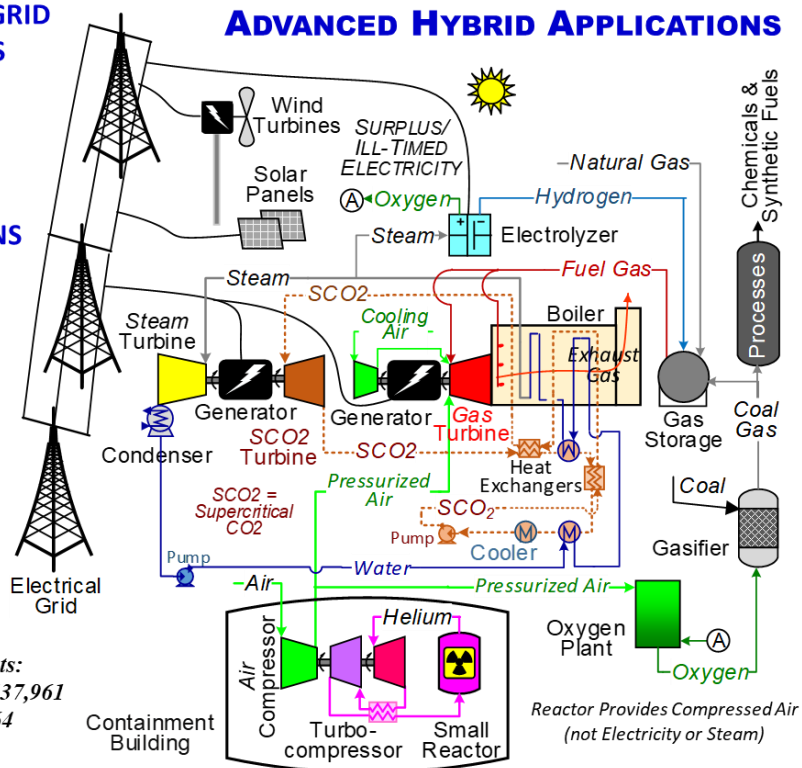 GRID
S
NS
ts:
37,961
64
ADVANCED HYBRID APPLICATIONS
Wind
Turbines
Solar
Panels
SURPLUS/
ILL-TIMED
ELECTRICITY
A
Oxygen
Steam
Electrolyzer
Natural Gas
Hydrogen
Chemicals &
Synthetic Fuels
Processes
Steam
SCO2
Fuel Gas
Cooling
Air
Boiler
Exhaust
Gas
Steam
Turbine
Generator
Generator
Gas
Turbine
Gas
Storage
Coal
Gas
Condenser
SCO2
Turbine
SCO2
Heat
Exchangers
Pressurized
Air
SCO2 =
Supercritical
CO2
SCO2
Pump
Cooler
Coal
Gasifier
Pump
Water
Electrical
Grid
Air
Pressurized Air
Helium
Air
Compressor
Turbo-
compressor
Small
Reactor
Containment
Building
Oxygen
Plant
A
Oxygen
Reactor Provides Compressed Air
(not Electricity or Steam)